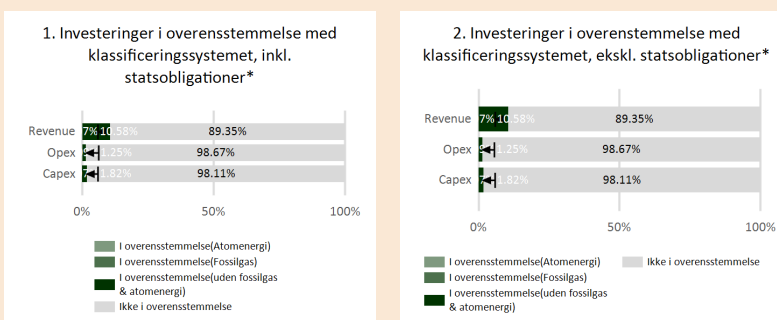 1. Investeringer i overensstemmelse med
klassificeringssystemet, inkl.
statsobligationer*
Revenue 7% 10.58% 89.35%
Opex 1.25% 98.67%
Capex 1.82% 98.11%
0% 50% 100%
I overensstemmelse(Atomenergi)
I overensstemmelse(Fossilgas)
I overensstemmelse(uden fossilgas
& atomenergi)
Ikke i overensstemmelse
2. Investeringer i overenstemmelse med
klassificeringssystemet, ekskl. statsobligationer*
Revenue 7% 10.58% 89.35%
Opex 1.25% 98.67%
Capex 1.82% 98.11%
0% 50% 100%
I overensstemmelse(Atomenergi) Ikke i overensstemmelse
I overensstemmelse(Fossilgas)
I overensstemmelse(uden fossilgas
& atomenergi)